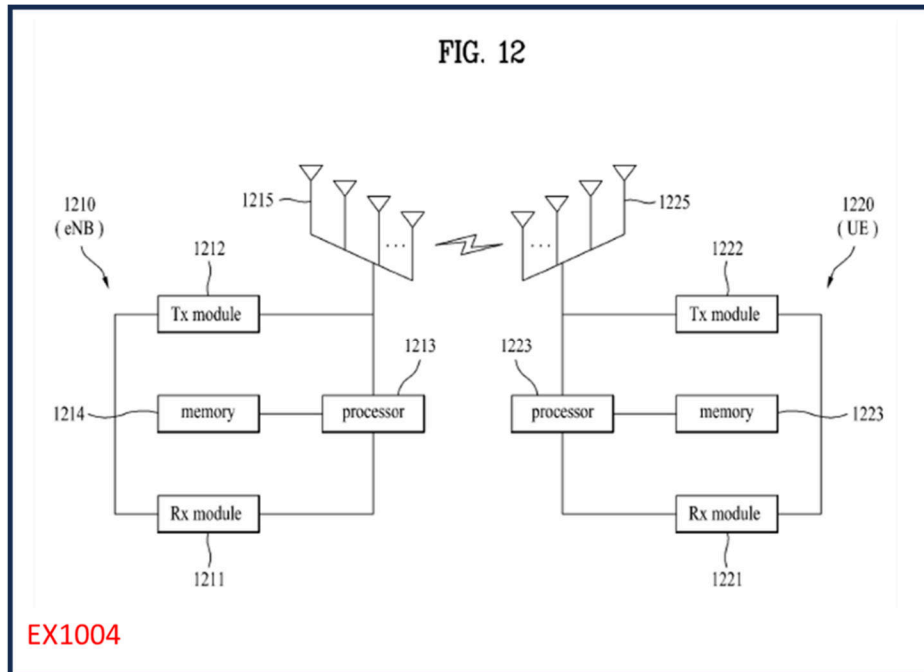 FIG. 12
1210
( eNB )
1215
1225
1220
( UE )
1212
1222
Tx module
Tx module
1213
1223
1214
memory
processor
processor
memory
1223
Rx module
Rx module
1211
1221
EX1004